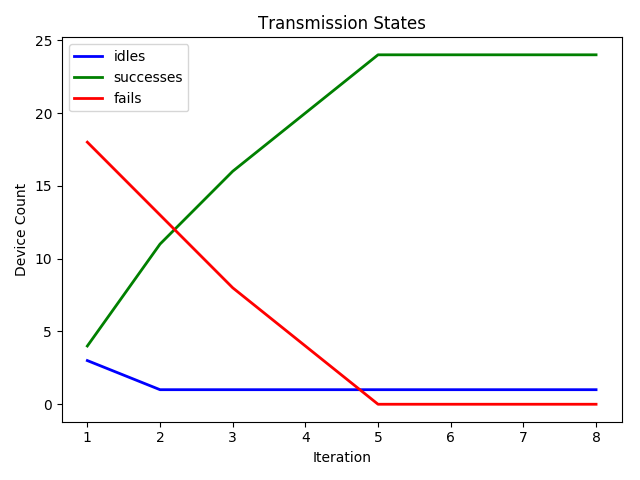 Transmission States
idles
successes
fails
Device Count
25
20
15
10
5
0
1 2 3 4 5 6 7 8
Iteration